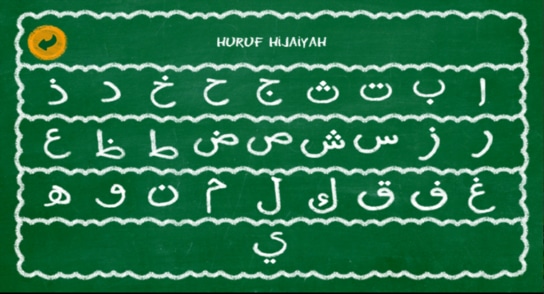 HURUF HIJAIYAH
ا ب ت ث ج ح خ د ذ
ر ز س ش ص ض ط ظ ع
غ ف ق ك ل م ن و ه
ي